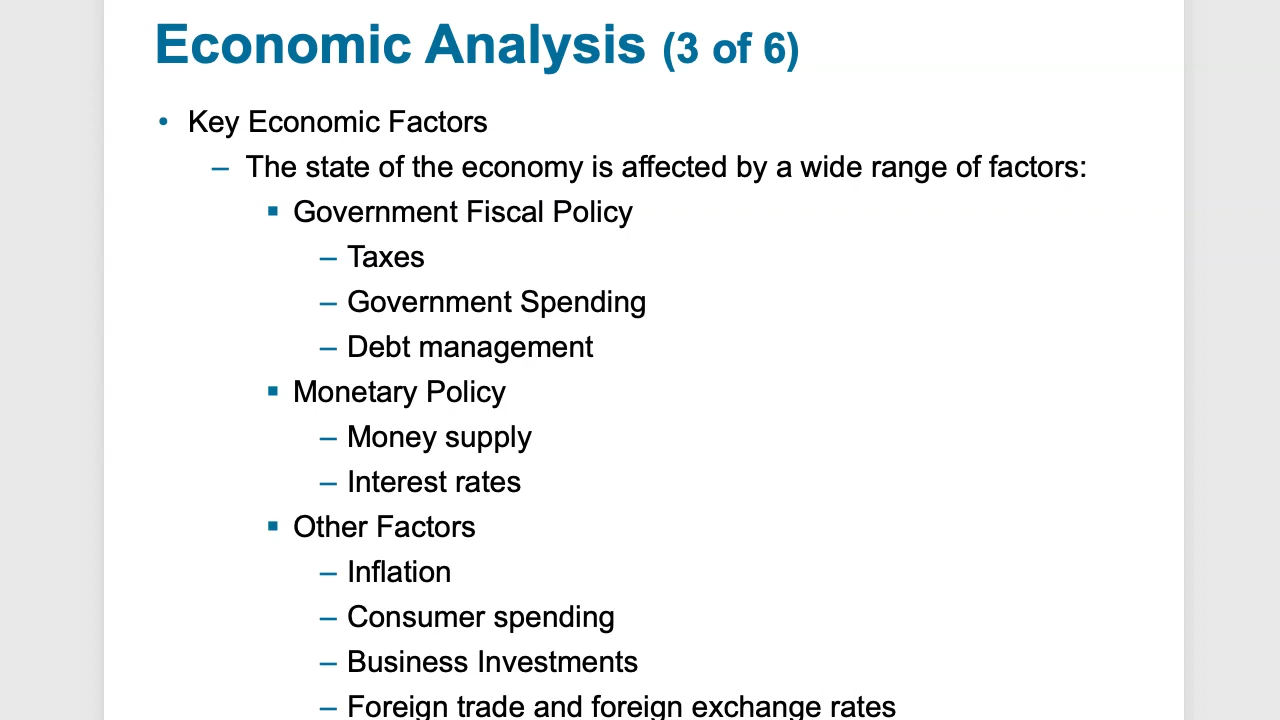 Economic Analysis (3 of 6)
• Key Economic Factors
– The state of the economy is affected by a wide range of factors:
▪ Government Fiscal Policy
– Taxes
– Government Spending
– Debt management
▪ Monetary Policy
– Money supply
– Interest rates
▪ Other Factors
– Inflation
– Consumer spending
– Business Investments
– Foreign trade and foreign exchange rates